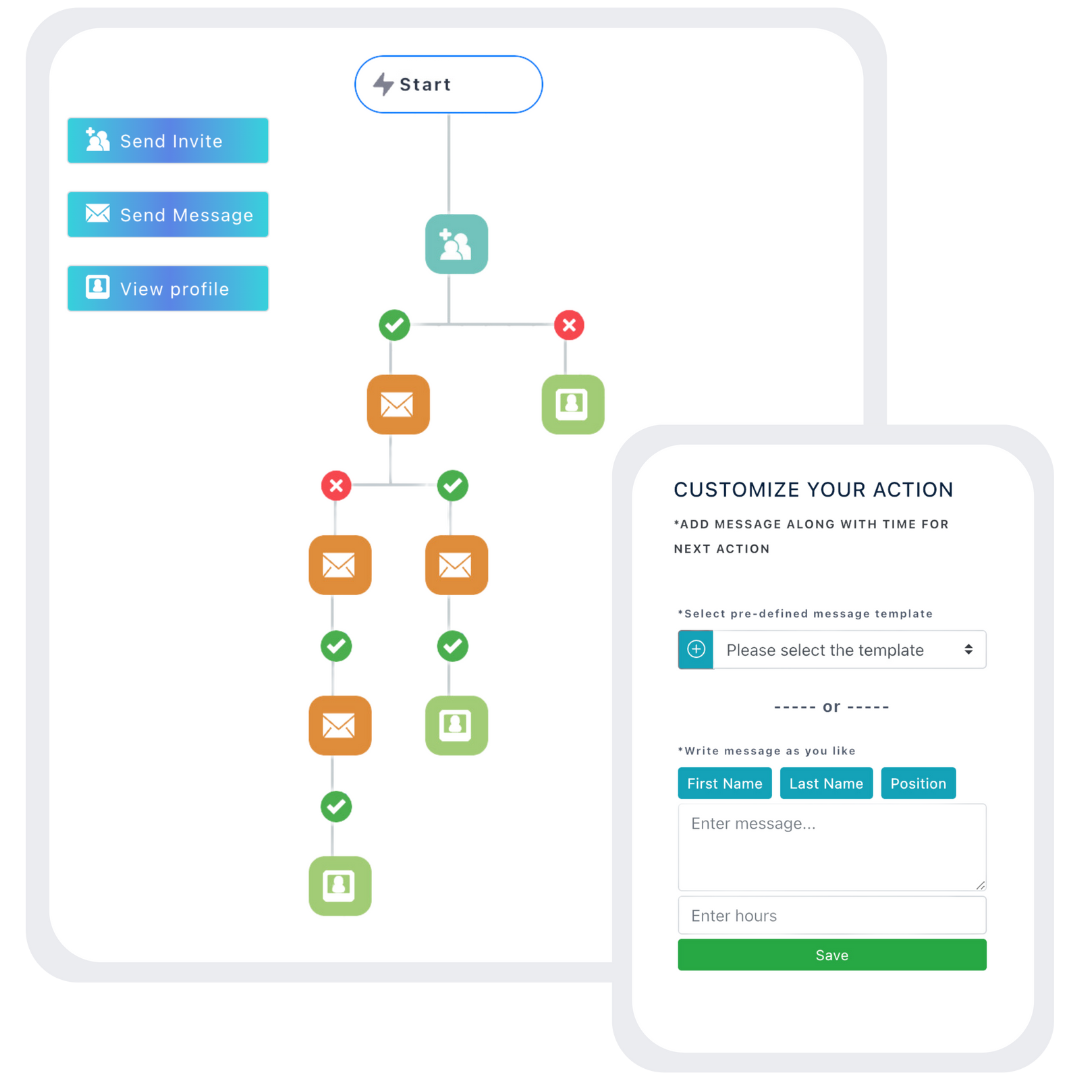 Start
Send Invite
Send Message
View profile
CUSTOMIZE YOUR ACTION
*ADD MESSAGE ALONG WITH TIME FOR
NEXT ACTION
*Select pre-defined message template
Please select the template
----- or -----
*Write message as you like
First Name Last Name Position
Enter message...
Enter hours
Save